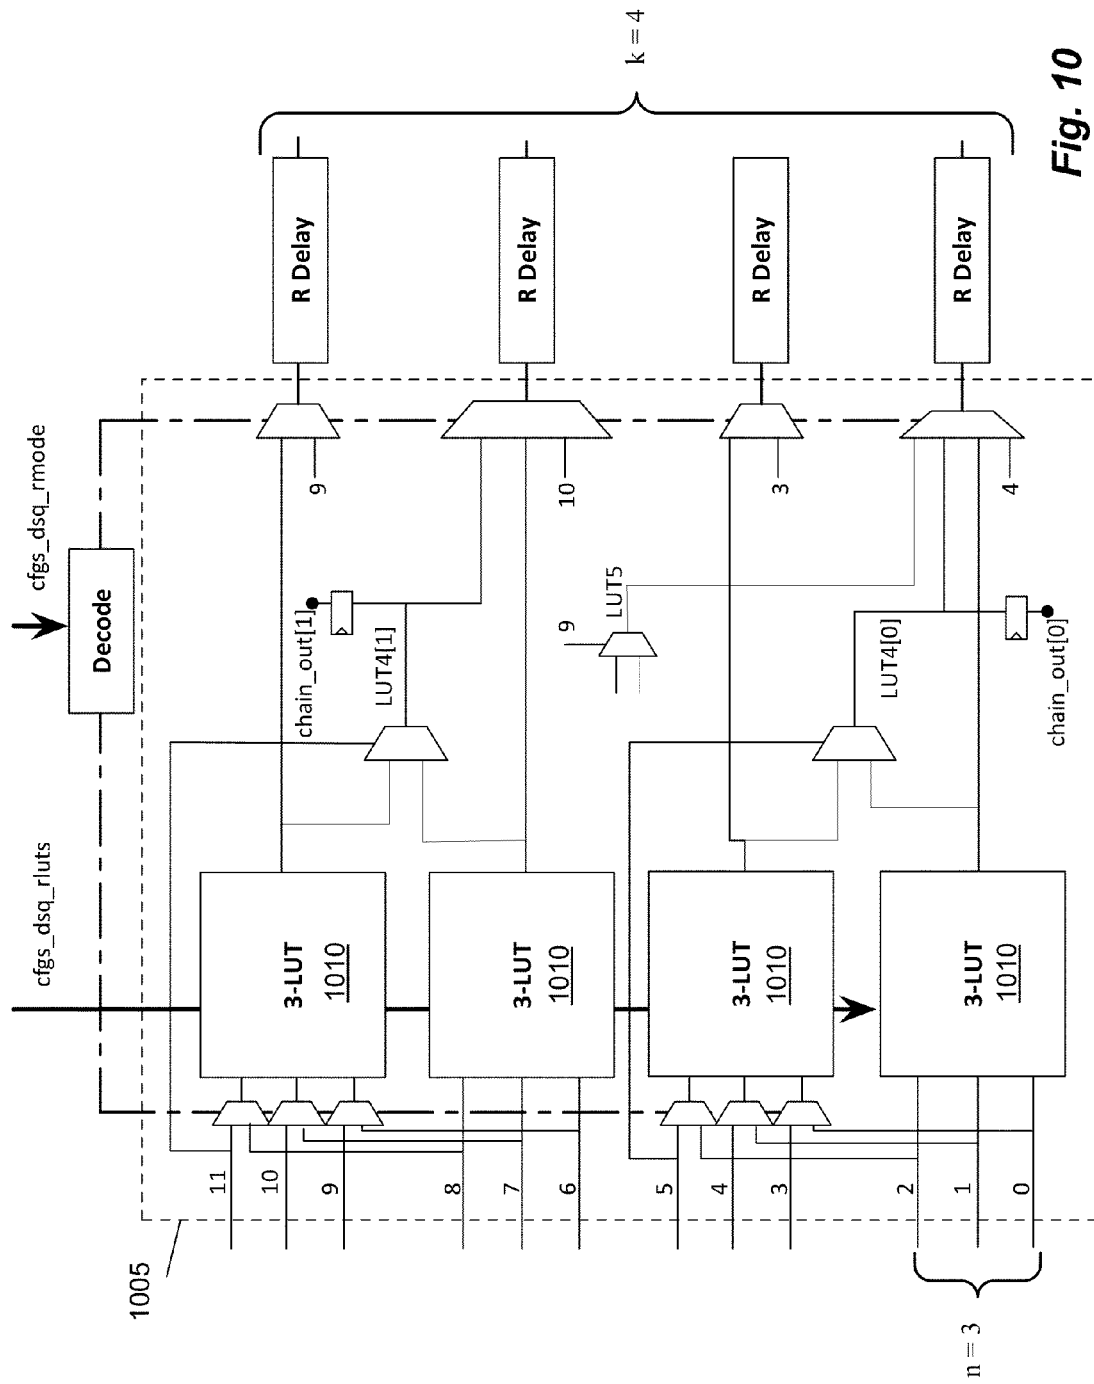 cfgs_dsq_rluts
cfgs_dsq_rmode
Decode
1005
11
10
9
8
7
6
5
4
3
2
1
0
n = 3
3-LUT
1010
3-LUT
1010
3-LUT
1010
3-LUT
1010
chain_out[1]
LUT4[1]
9
LUT5
LUT4[0]
chain_out[0]
9
10
3
4
R Delay
R Delay
R Delay
R Delay
k = 4
Fig. 10